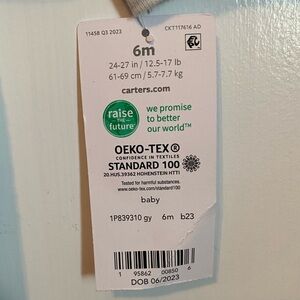 1145B Q3 2023
CKT117616 AD
6m
24-27 in / 12.5-17 lb
61-69 cm / 5.7-7.7 kg
carters.com
raise
THE
future
we promise
to better
our world™
OEKO-TEX®
CONFIDENCE IN TEXTILES
STANDARD 100
20.HUS.39362 HOHENSTEIN HTTI
Tested for harmful substances.
www.oeko-tex.com/standard100
baby
1P839310 gy 6m b23
1 95862 00850 6
DOB 06/2023